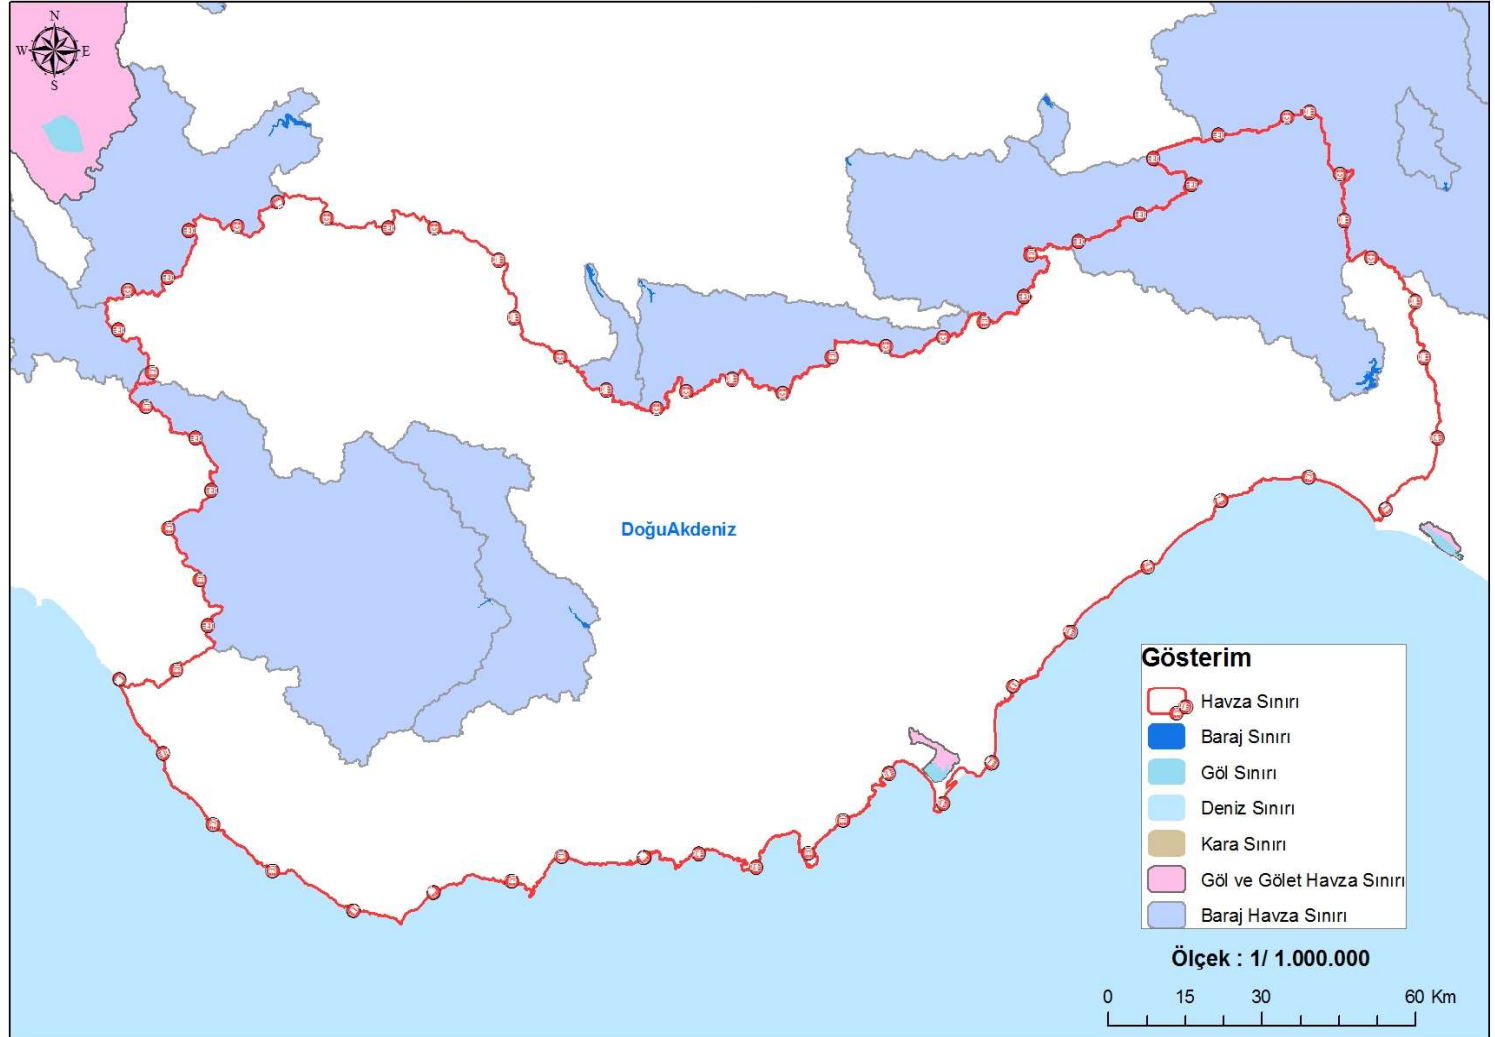 N
W E
S
DoğuAkdeniz
Gösterim
Havza Sınırı
Baraj Sınırı
Göl Sınırı
Deniz Sınırı
Kara Sınırı
Göl ve Gölet Havza Sınırı
Baraj Havza Sınırı
Ölçek : 1/ 1.000.000
0 15 30 60 Km